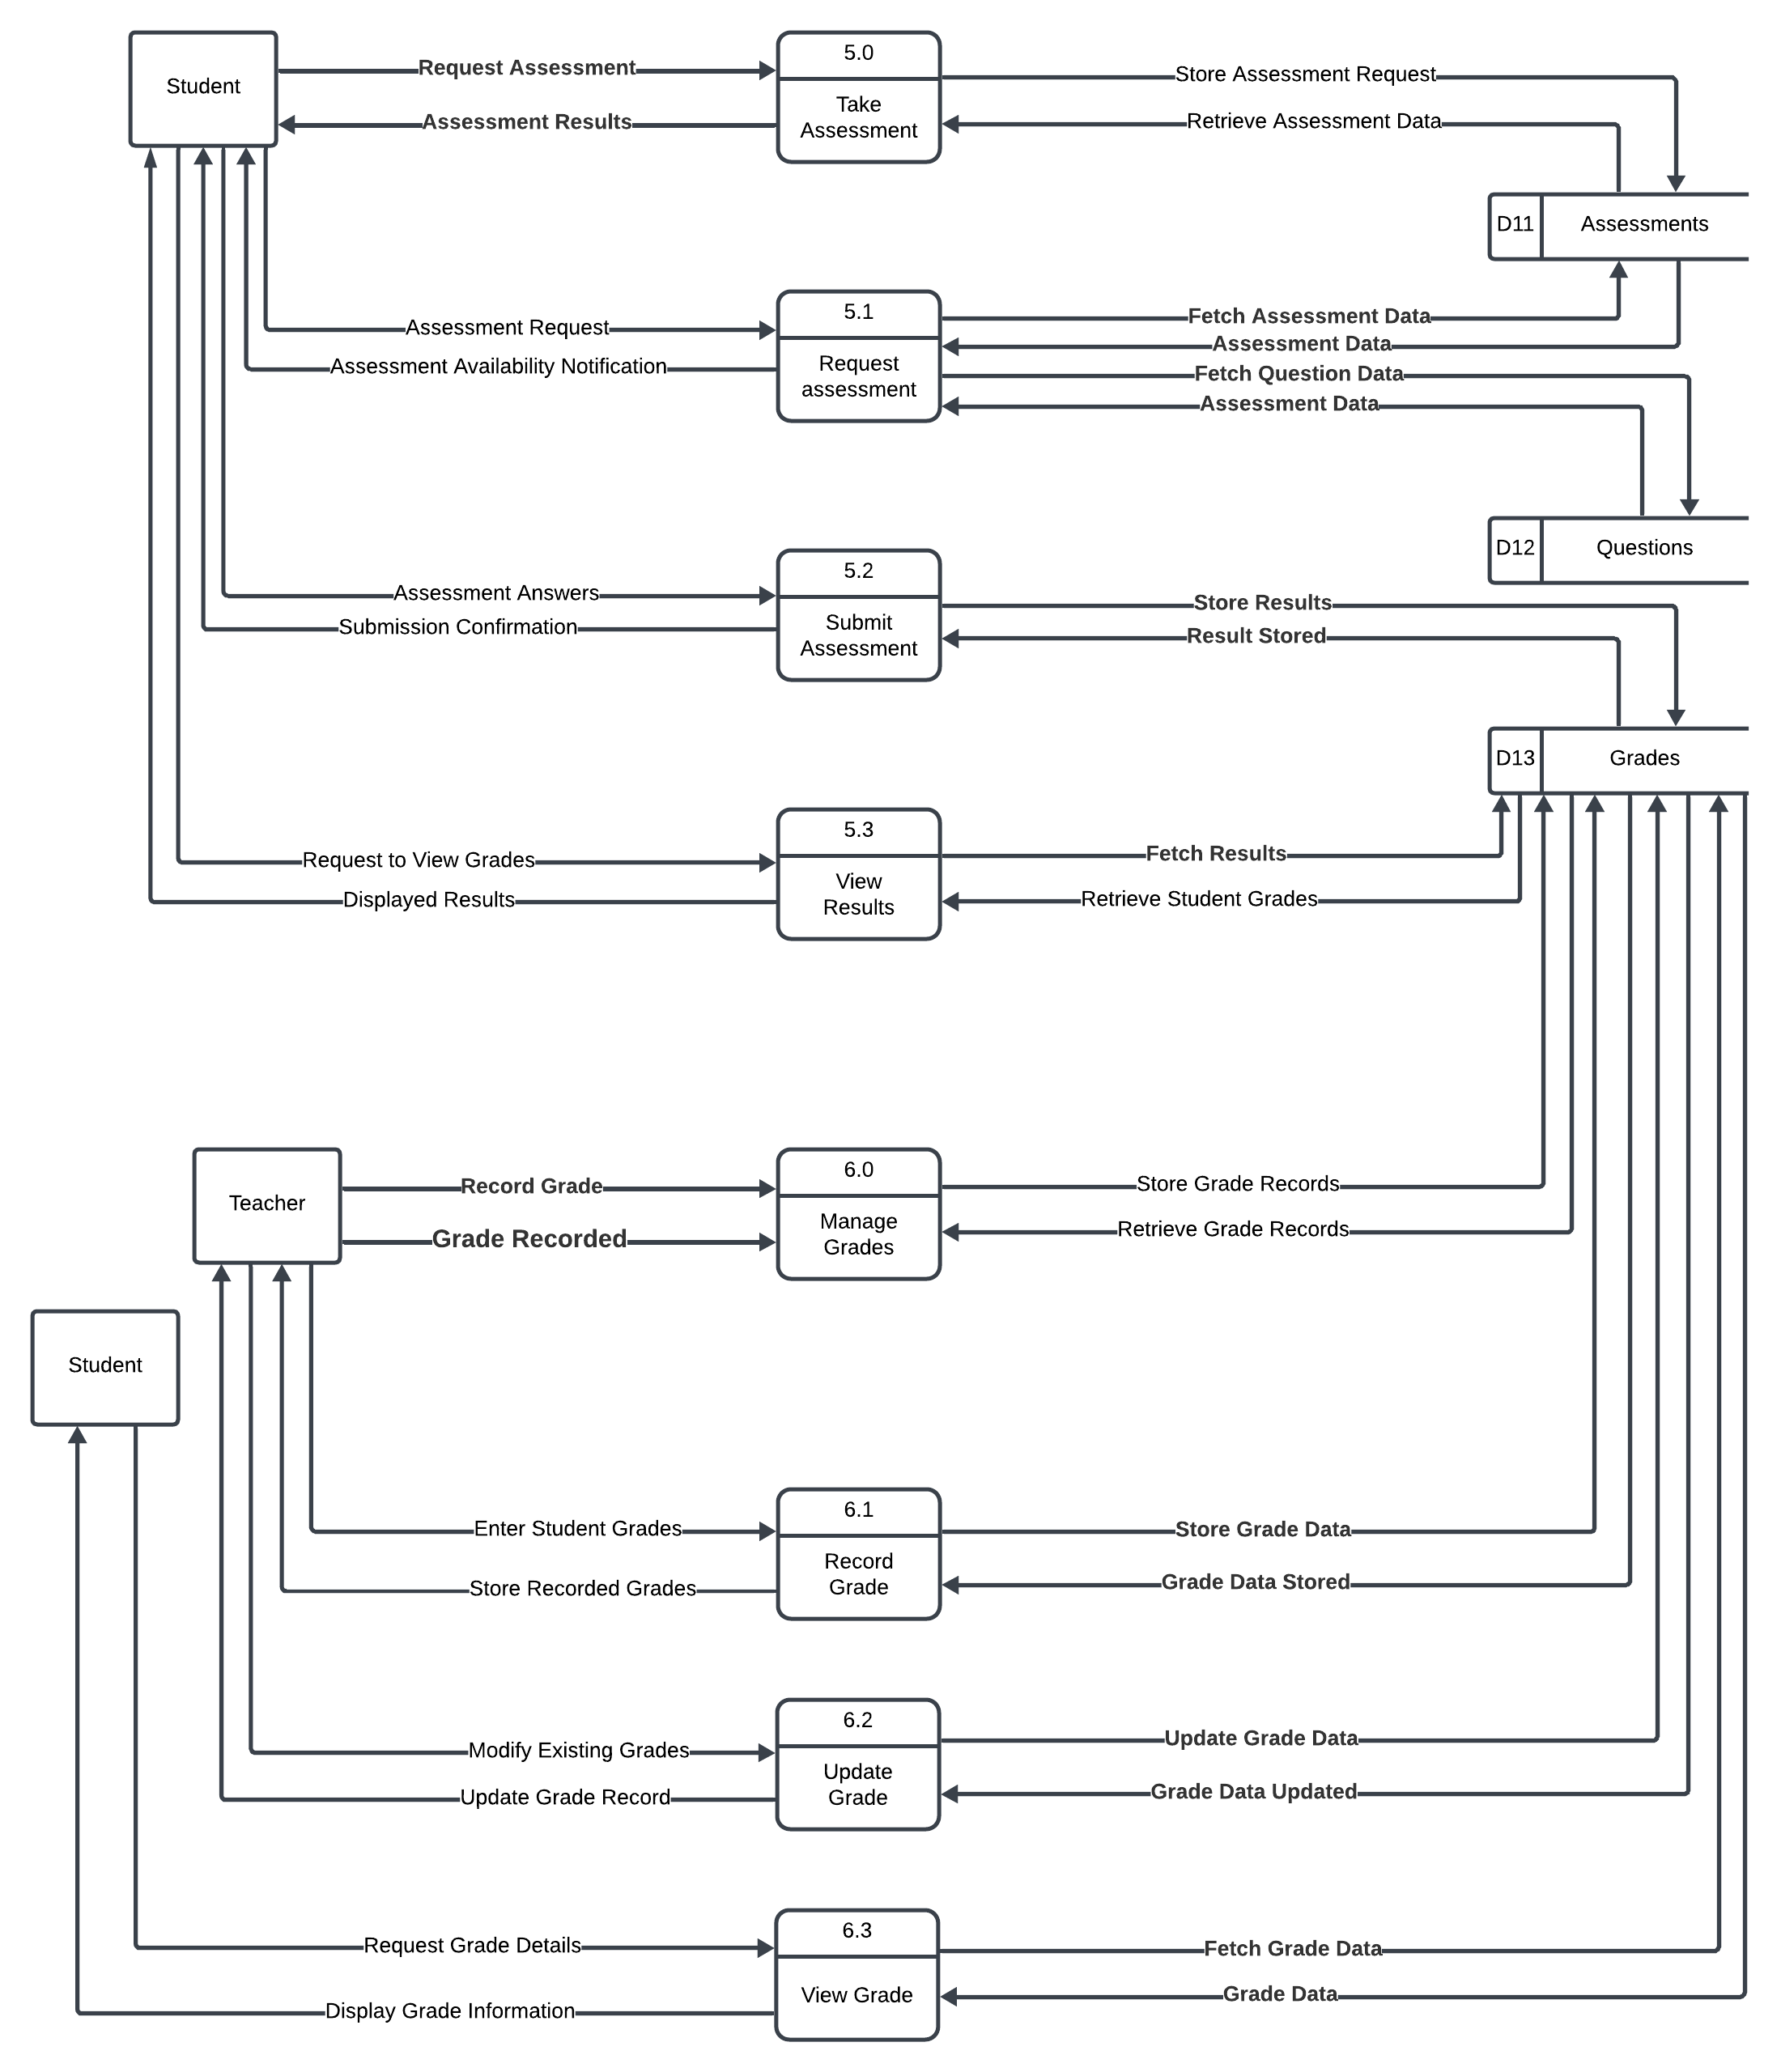 Student
Request Assessment
Assessment Results
5.0
Take
Assessment
Store Assessment Request
Retrieve Assessment Data
D11
Assessments
Assessment Request
Assessment Availability Notification
5.1
Request
assessment
Fetch Assessment Data
Assessment Data
Fetch Question Data
Assessment Data
D12
Questions
Assessment Answers
Submission Confirmation
5.2
Submit
Assessment
Store Results
Result Stored
D13
Grades
Request to View Grades
Displayed Results
5.3
View
Results
Fetch Results
Retrieve Student Grades
Teacher
Record Grade
Grade Recorded
6.0
Manage
Grades
Store Grade Records
Retrieve Grade Records
Student
Enter Student Grades
Store Recorded Grades
6.1
Record
Grade
Store Grade Data
Grade Data Stored
Modify Existing Grades
Update Grade Record
6.2
Update
Grade
Update Grade Data
Grade Data Updated
Request Grade Details
Display Grade Information
6.3
View Grade
Fetch Grade Data
Grade Data